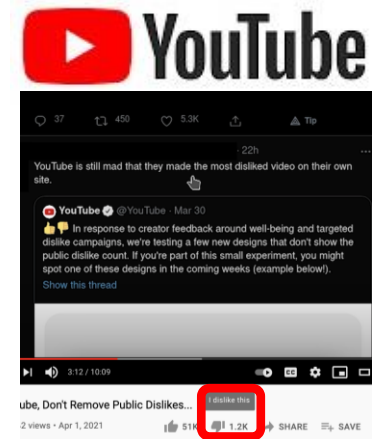 YouTube
37 450 5.3K Tip
· 22h ...
YouTube is still mad that they made the most disliked video on their own
site.
YouTube @YouTube · Mar 30
👍👎 In response to creator feedback
around well-being and targeted
dislike campaigns, we're testing a few new designs that don't show the
public dislike count. If you're part of this small experiment, you might
spot one of these designs in the coming weeks (example below!).
Show this thread
3:12 / 10:09 CC
I dislike this
ube, Don't Remove Public Dislikes...
2 views · Apr 1, 2021 51K 1.2K SHARE SAVE